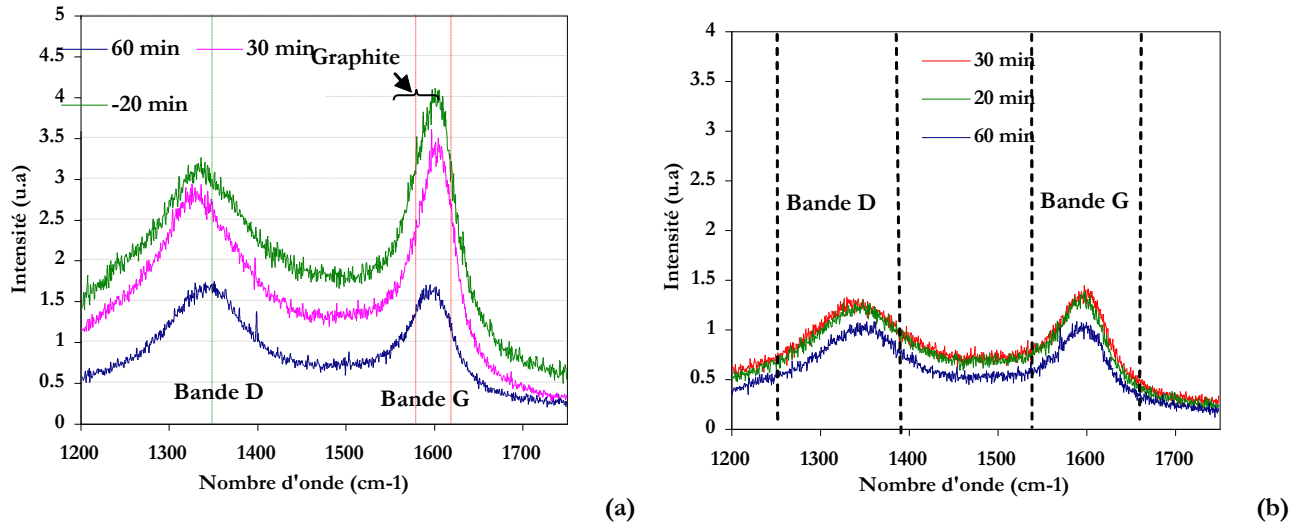 5
4.5
4
3.5
3
2.5
2
1.5
1
0.5
0
Intensité (u.a)
60 min
30 min
-20 min
Graphite
Bande D
Bande G
1200 1300 1400 1500 1600 1700
Nombre d'onde (cm-1)
(a)
4
3.5
3
2.5
2
1.5
1
0.5
0
Intensité (u.a)
30 min
20 min
60 min
Bande D
Bande G
1200 1300 1400 1500 1600 1700
Nombre d'onde (cm-1)
(b)